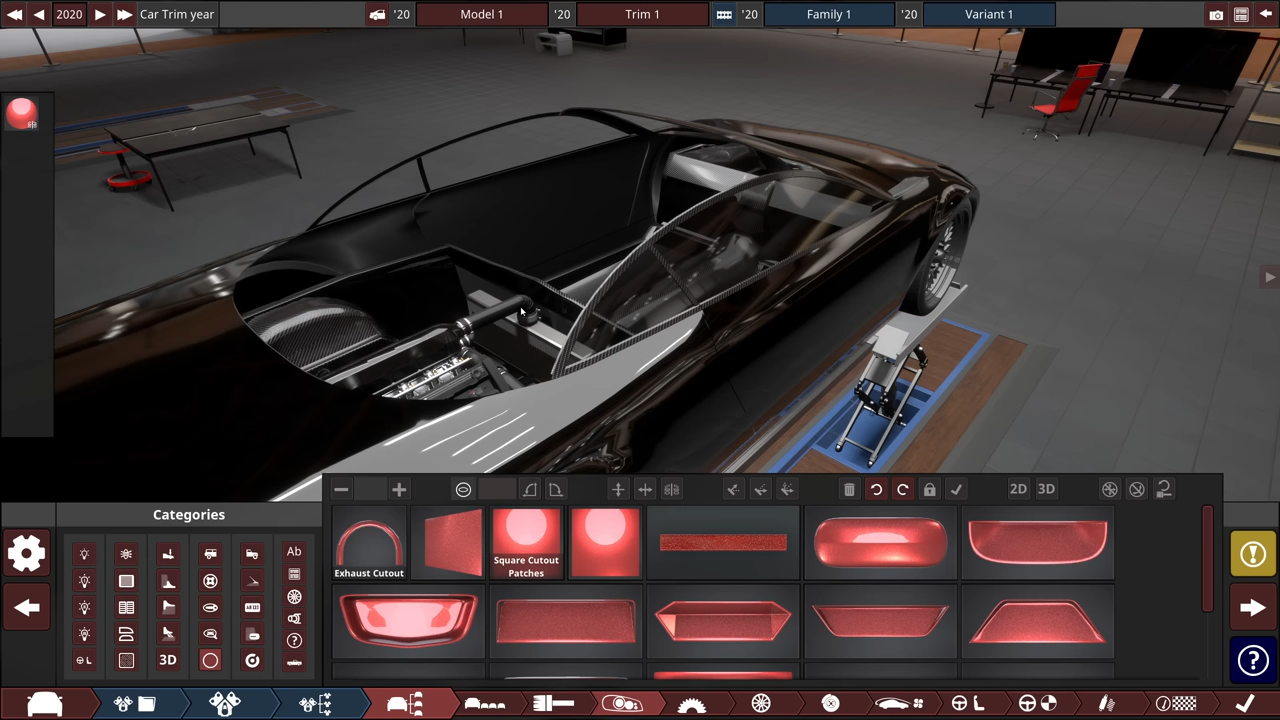 2020
Car Trim year
'20
Model 1
'20
Trim 1
'20
Family 1
'20
Variant 1
2D
3D
Categories
Ab
Exhaust Cutout
Square Cutout
Patches
L
3D